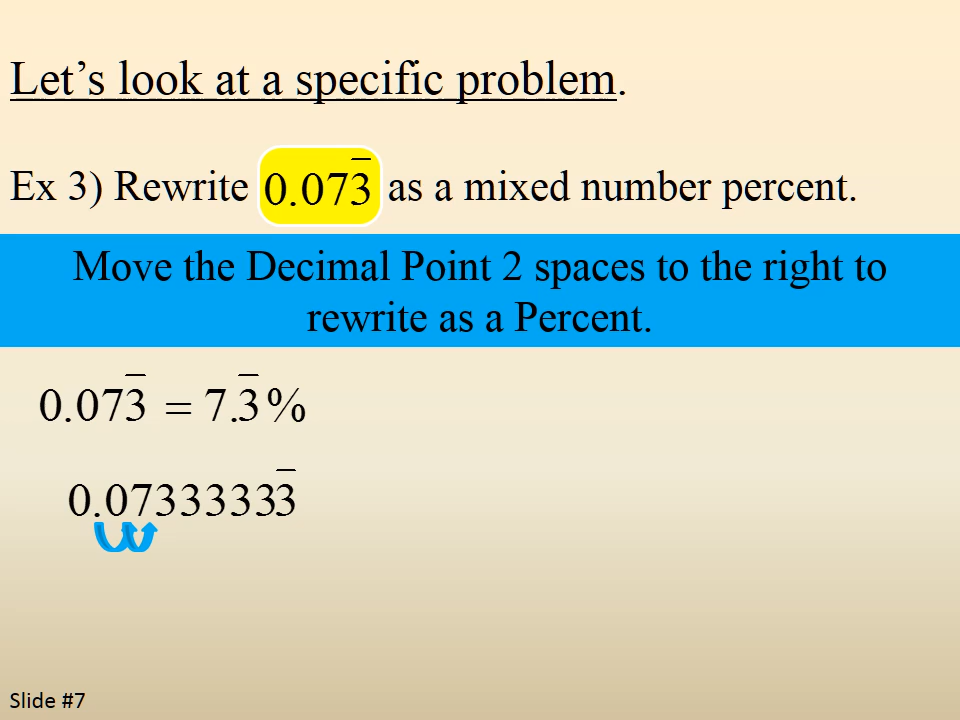 Let’s look at a specific problem.
Ex 3) Rewrite 0.073̅ as a mixed number percent.
Move the Decimal Point 2 spaces to the right to
rewrite as a Percent.
0.073̅ = 7.3̅ %
0.07333333̅
Slide #7